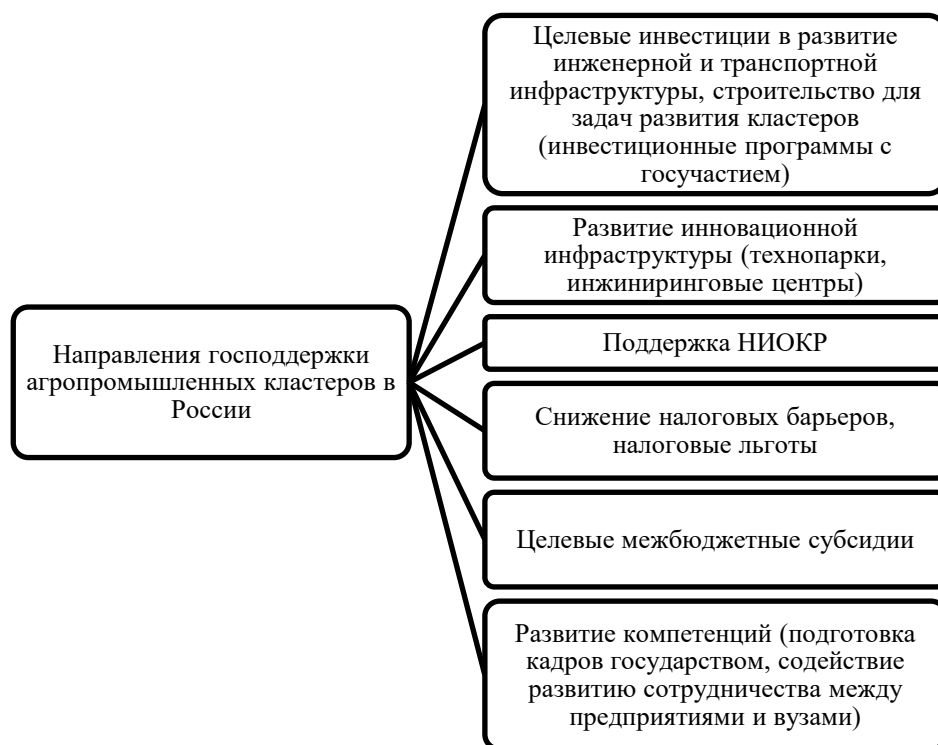 Направления господдержки
агропромышленных кластеров в
России
Целевые инвестиции в развитие
инженерной и транспортной
инфраструктуры, строительство для
задач развития кластеров
(инвестиционные программы с
госучастием)
Развитие инновационной
инфраструктуры (технопарки,
инжиниринговые центры)
Поддержка НИОКР
Снижение налоговых барьеров,
налоговые льготы
Целевые межбюджетные субсидии
Развитие компетенций (подготовка
кадров государством, содействие
развитию сотрудничества между
предприятиями и вузами)